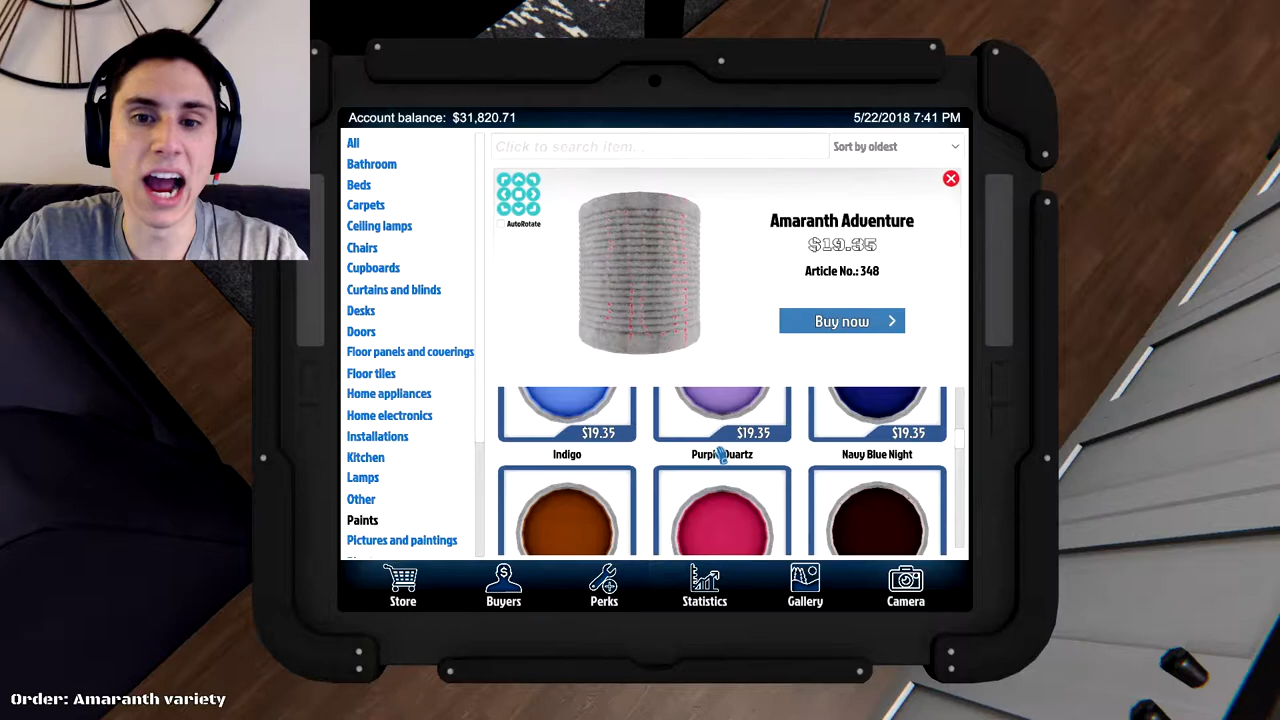 Account balance: $31,820.71
5/22/2018 7:41 PM
All
Bathroom
Beds
Carpets
Ceiling lamps
Chairs
Cupboards
Curtains and blinds
Desks
Doors
Floor panels and coverings
Floor tiles
Home appliances
Home electronics
Installations
Kitchen
Lamps
Other
Paints
Pictures and paintings
Click to search item...
Sort by oldest
AutoRotate
Amaranth Adventure
$19.35
Article No.: 348
Buy now
$19.35
$19.35
$19.35
Indigo
Purple Quartz
Navy Blue Night
Store
Buyers
Perks
Statistics
Gallery
Camera
Order: Amaranth variety